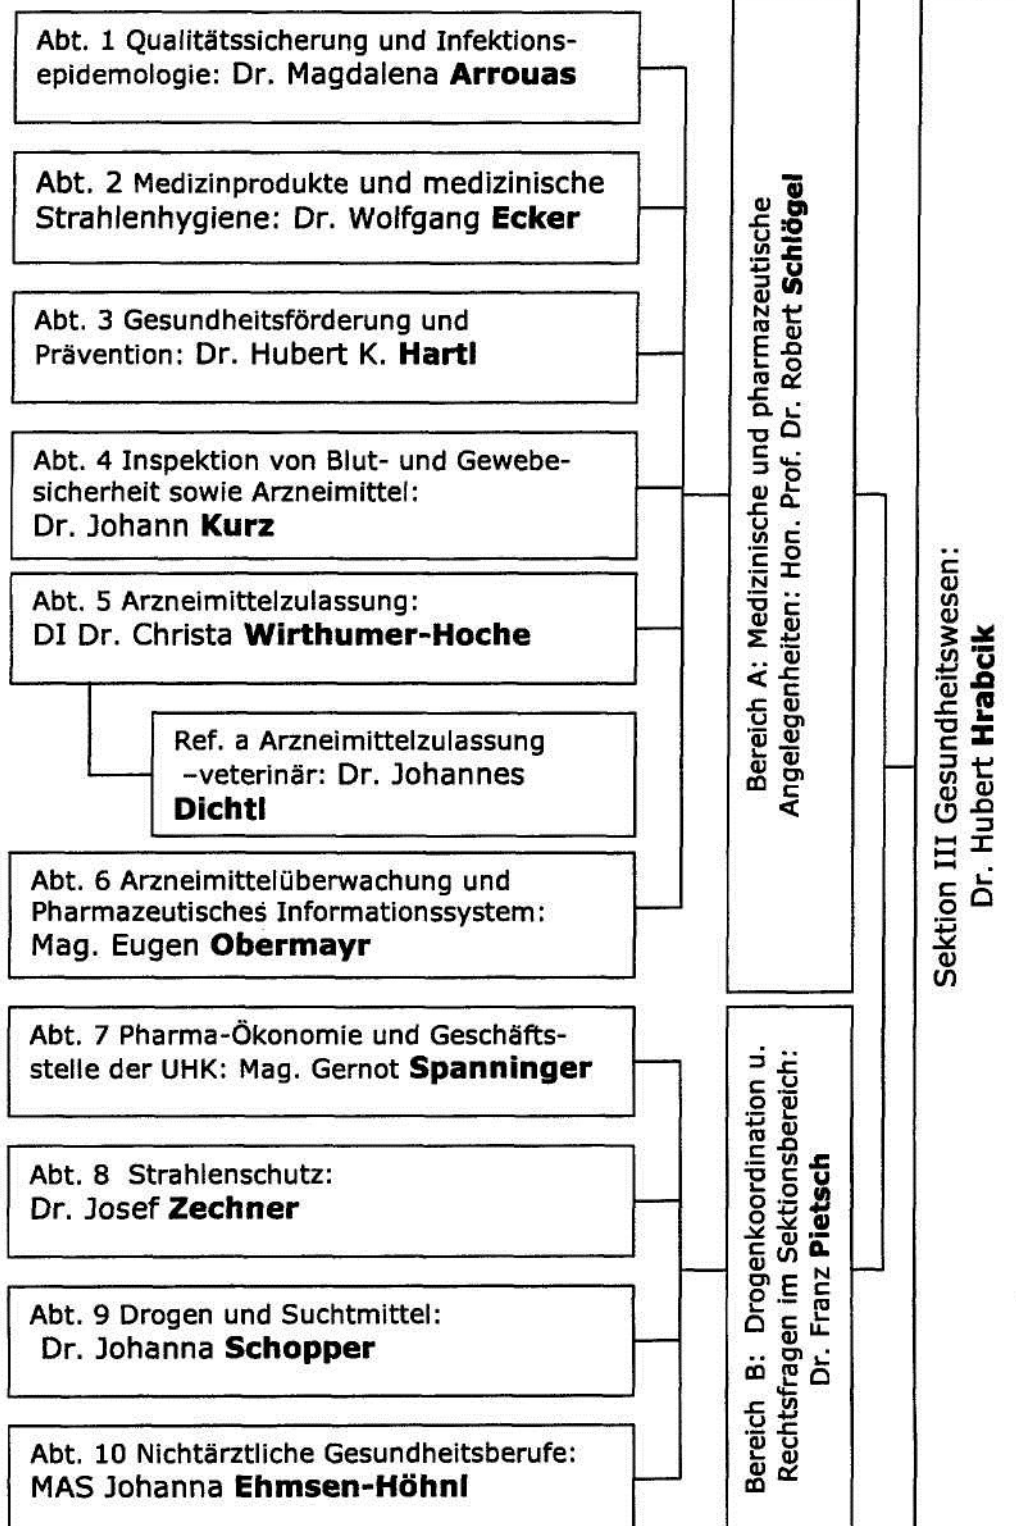 Abt. 1 Qualitätssicherung und Infektions-
epidemologie: Dr. Magdalena Arrouas
Abt. 2 Medizinprodukte und medizinische
Strahlenhygiene: Dr. Wolfgang Ecker
Abt. 3 Gesundheitsförderung und
Prävention: Dr. Hubert K. Hartl
Abt. 4 Inspektion von Blut- und Gewebe-
sicherheit sowie Arzneimittel:
Dr. Johann Kurz
Abt. 5 Arzneimittelzulassung:
DI Dr. Christa Wirthumer-Hoche
Ref. a Arzneimittelzulassung
–veterinär: Dr. Johannes
Dichtl
Abt. 6 Arzneimittelüberwachung und
Pharmazeutisches Informationssystem:
Mag. Eugen Obermayr
Abt. 7 Pharma-Ökonomie und Geschäfts-
stelle der UHK: Mag. Gernot Spanninger
Abt. 8 Strahlenschutz:
Dr. Josef Zechner
Abt. 9 Drogen und Suchtmittel:
Dr. Johanna Schopper
Abt. 10 Nichtärztliche Gesundheitsberufe:
MAS Johanna Ehmsen-Höhnl
Bereich A: Medizinische und pharmazeutische
Angelegenheiten: Hon. Prof. Dr. Robert Schlögel
Bereich B: Drogenkoordination u.
Rechtsfragen im Sektionsbereich:
Dr. Franz Pietsch
Sektion III Gesundheitswesen:
Dr. Hubert Hrabcik